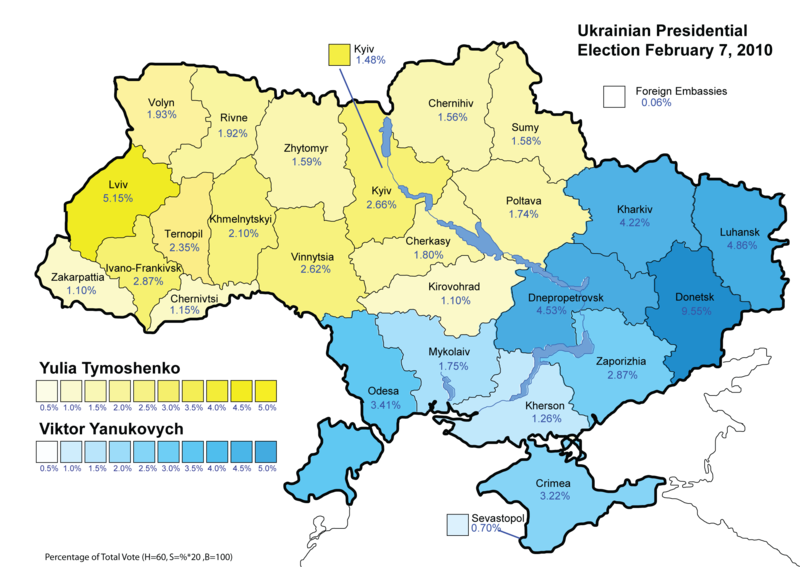 Ukrainian Presidential
Election February 7, 2010
Kyiv
1.48%
Foreign Embassies
0.06%
Volyn
1.93%
Rivne
1.92%
Chernihiv
1.56%
Sumy
1.58%
Zhytomyr
1.59%
Lviv
5.15%
Kyiv
2.66%
Poltava
1.74%
Kharkiv
4.22%
Luhansk
4.86%
Ternopil
2.35%
Khmelnytskyi
2.10%
Cherkasy
1.80%
Vinnytsia
2.62%
Zakarpattia
1.10%
Ivano-Frankivsk
2.87%
Chernivtsi
1.15%
Kirovohrad
1.10%
Dnepropetrovsk
4.53%
Donetsk
9.55%
Mykolaiv
1.75%
Zaporizhia
2.87%
Odesa
3.41%
Kherson
1.26%
Yulia Tymoshenko
0.5% 1.0% 1.5% 2.0% 2.5% 3.0% 3.5% 4.0% 4.5% 5.0%
Viktor Yanukovych
0.5% 1.0% 1.5% 2.0% 2.5% 3.0% 3.5% 4.0% 4.5% 5.0%
Crimea
3.22%
Sevastopol
0.70%
Percentage of Total Vote (H=60, S=%*20 ,B=100)